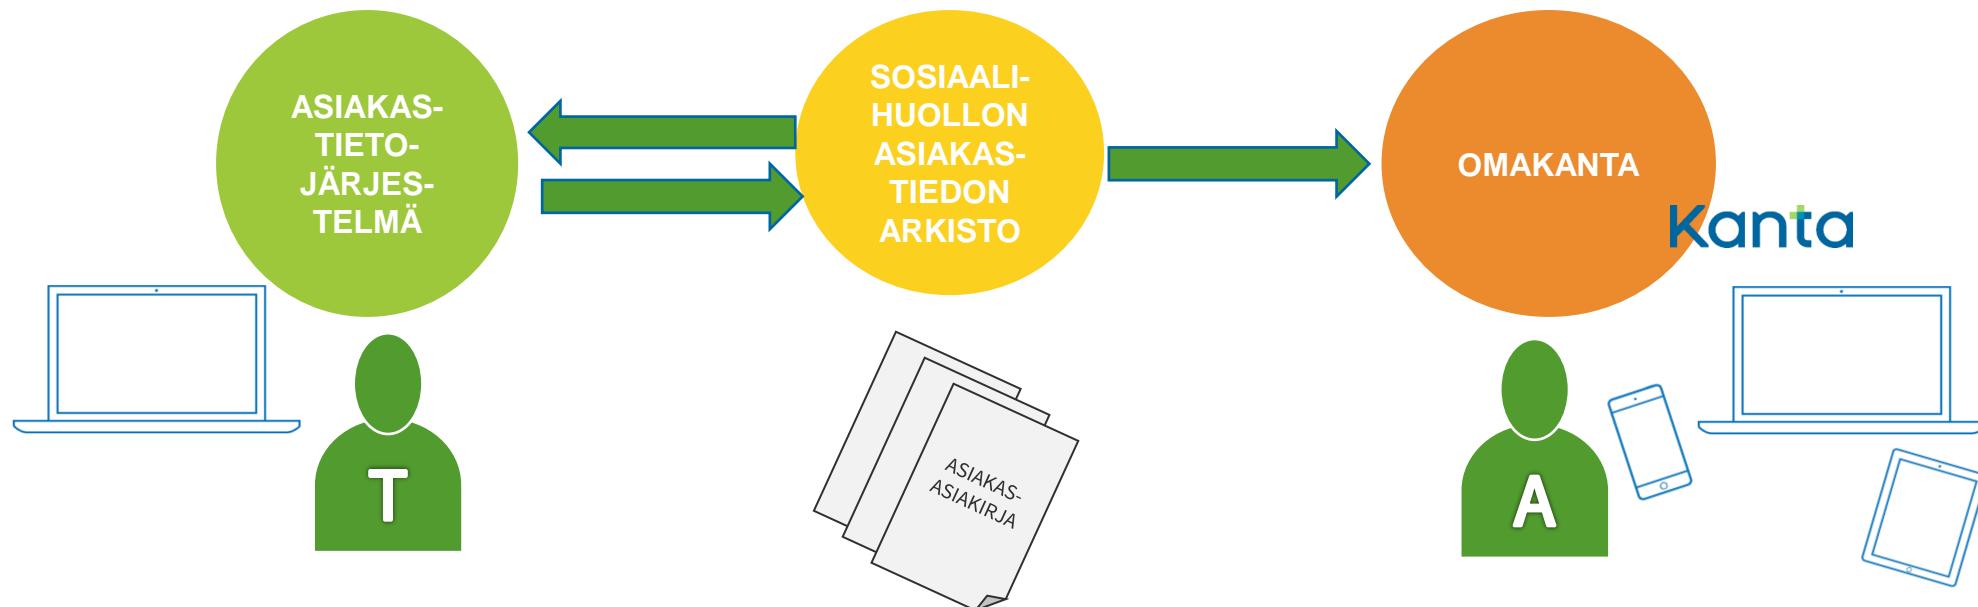 ASIAKAS-
TIETO-
JÄRJES-
TELMÄ
SOSIAALI-
HUOLLON
ASIAKAS-
TIEDON
ARKISTO
OMAKANTA
Kanta
T
ASIAKAS-
ASIAKIRJA
A